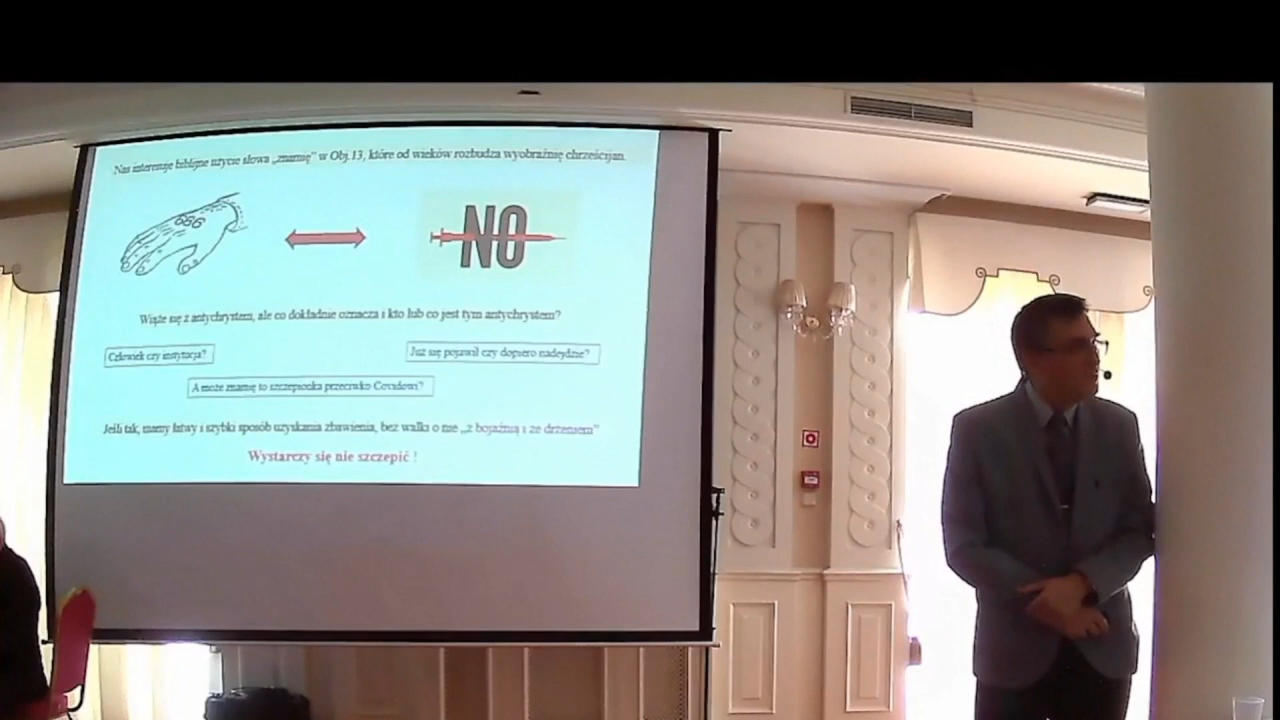 Nas interesuje biblijne użycie słowa „znamię” w Obj.13, które od wieków rozbudza wyobraźnię chrześcijan.
666
NO
Wiąże się z antychrystem, ale co dokładnie oznacza i kto lub co jest tym antychrystem?
Człowiek czy instytucja?
Już się pojawił czy dopiero nadejdzie?
A może znamię to szczepionka przeciwko Covidowi?
Jeśli tak, mamy łatwy i szybki sposób uzyskania zbawienia, bez walki o nie „z bojaźnią i ze drżeniem”
Wystarczy się nie szczepić !